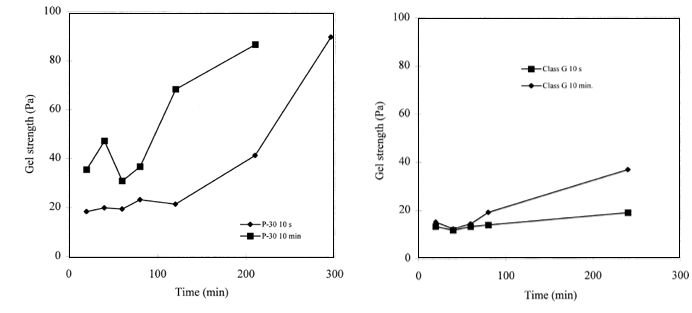 100
80
60
40
20
0
Gel strength (Pa)
P-30 10 s
P-30 10 min
0 100 200 300
Time (min)
100
80
60
40
20
0
Gel strength (Pa)
Class G 10 s
Class G 10 min.
0 100 200 300
Time (min)